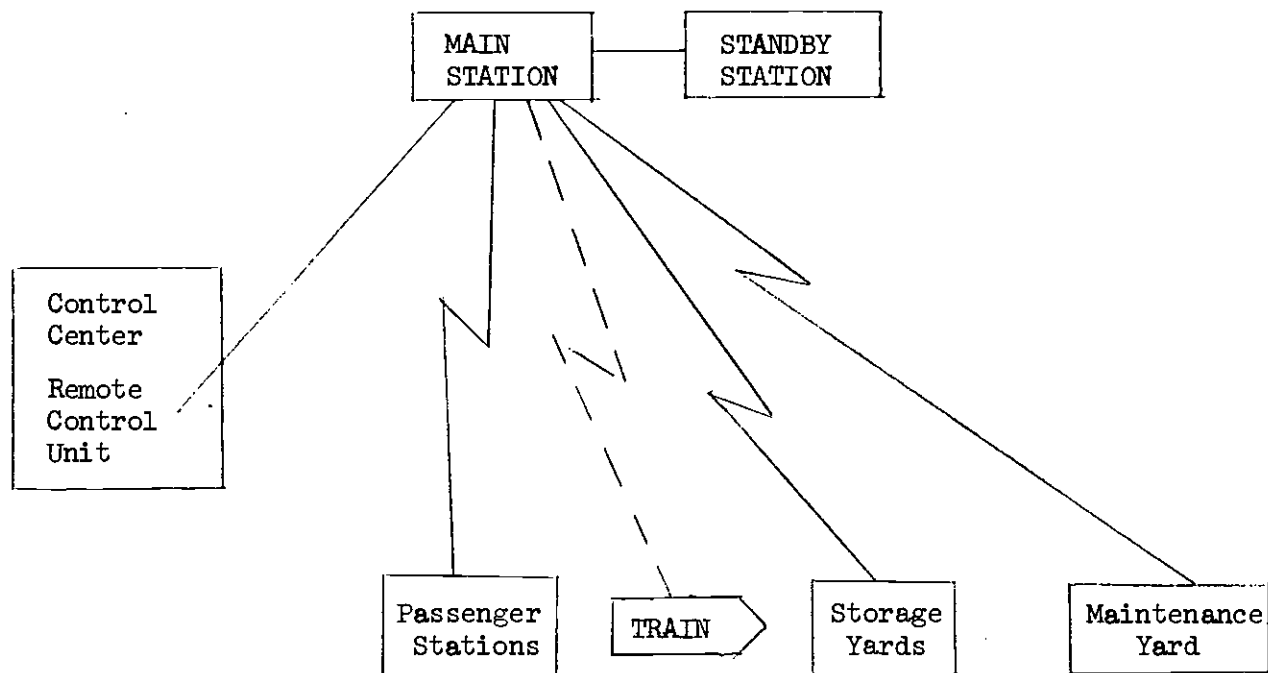 MAIN
STATION
STANDBY
STATION
Control
Center
Remote
Control
Unit
Passenger
Stations
TRAIN
Storage
Yards
Maintenance
Yard